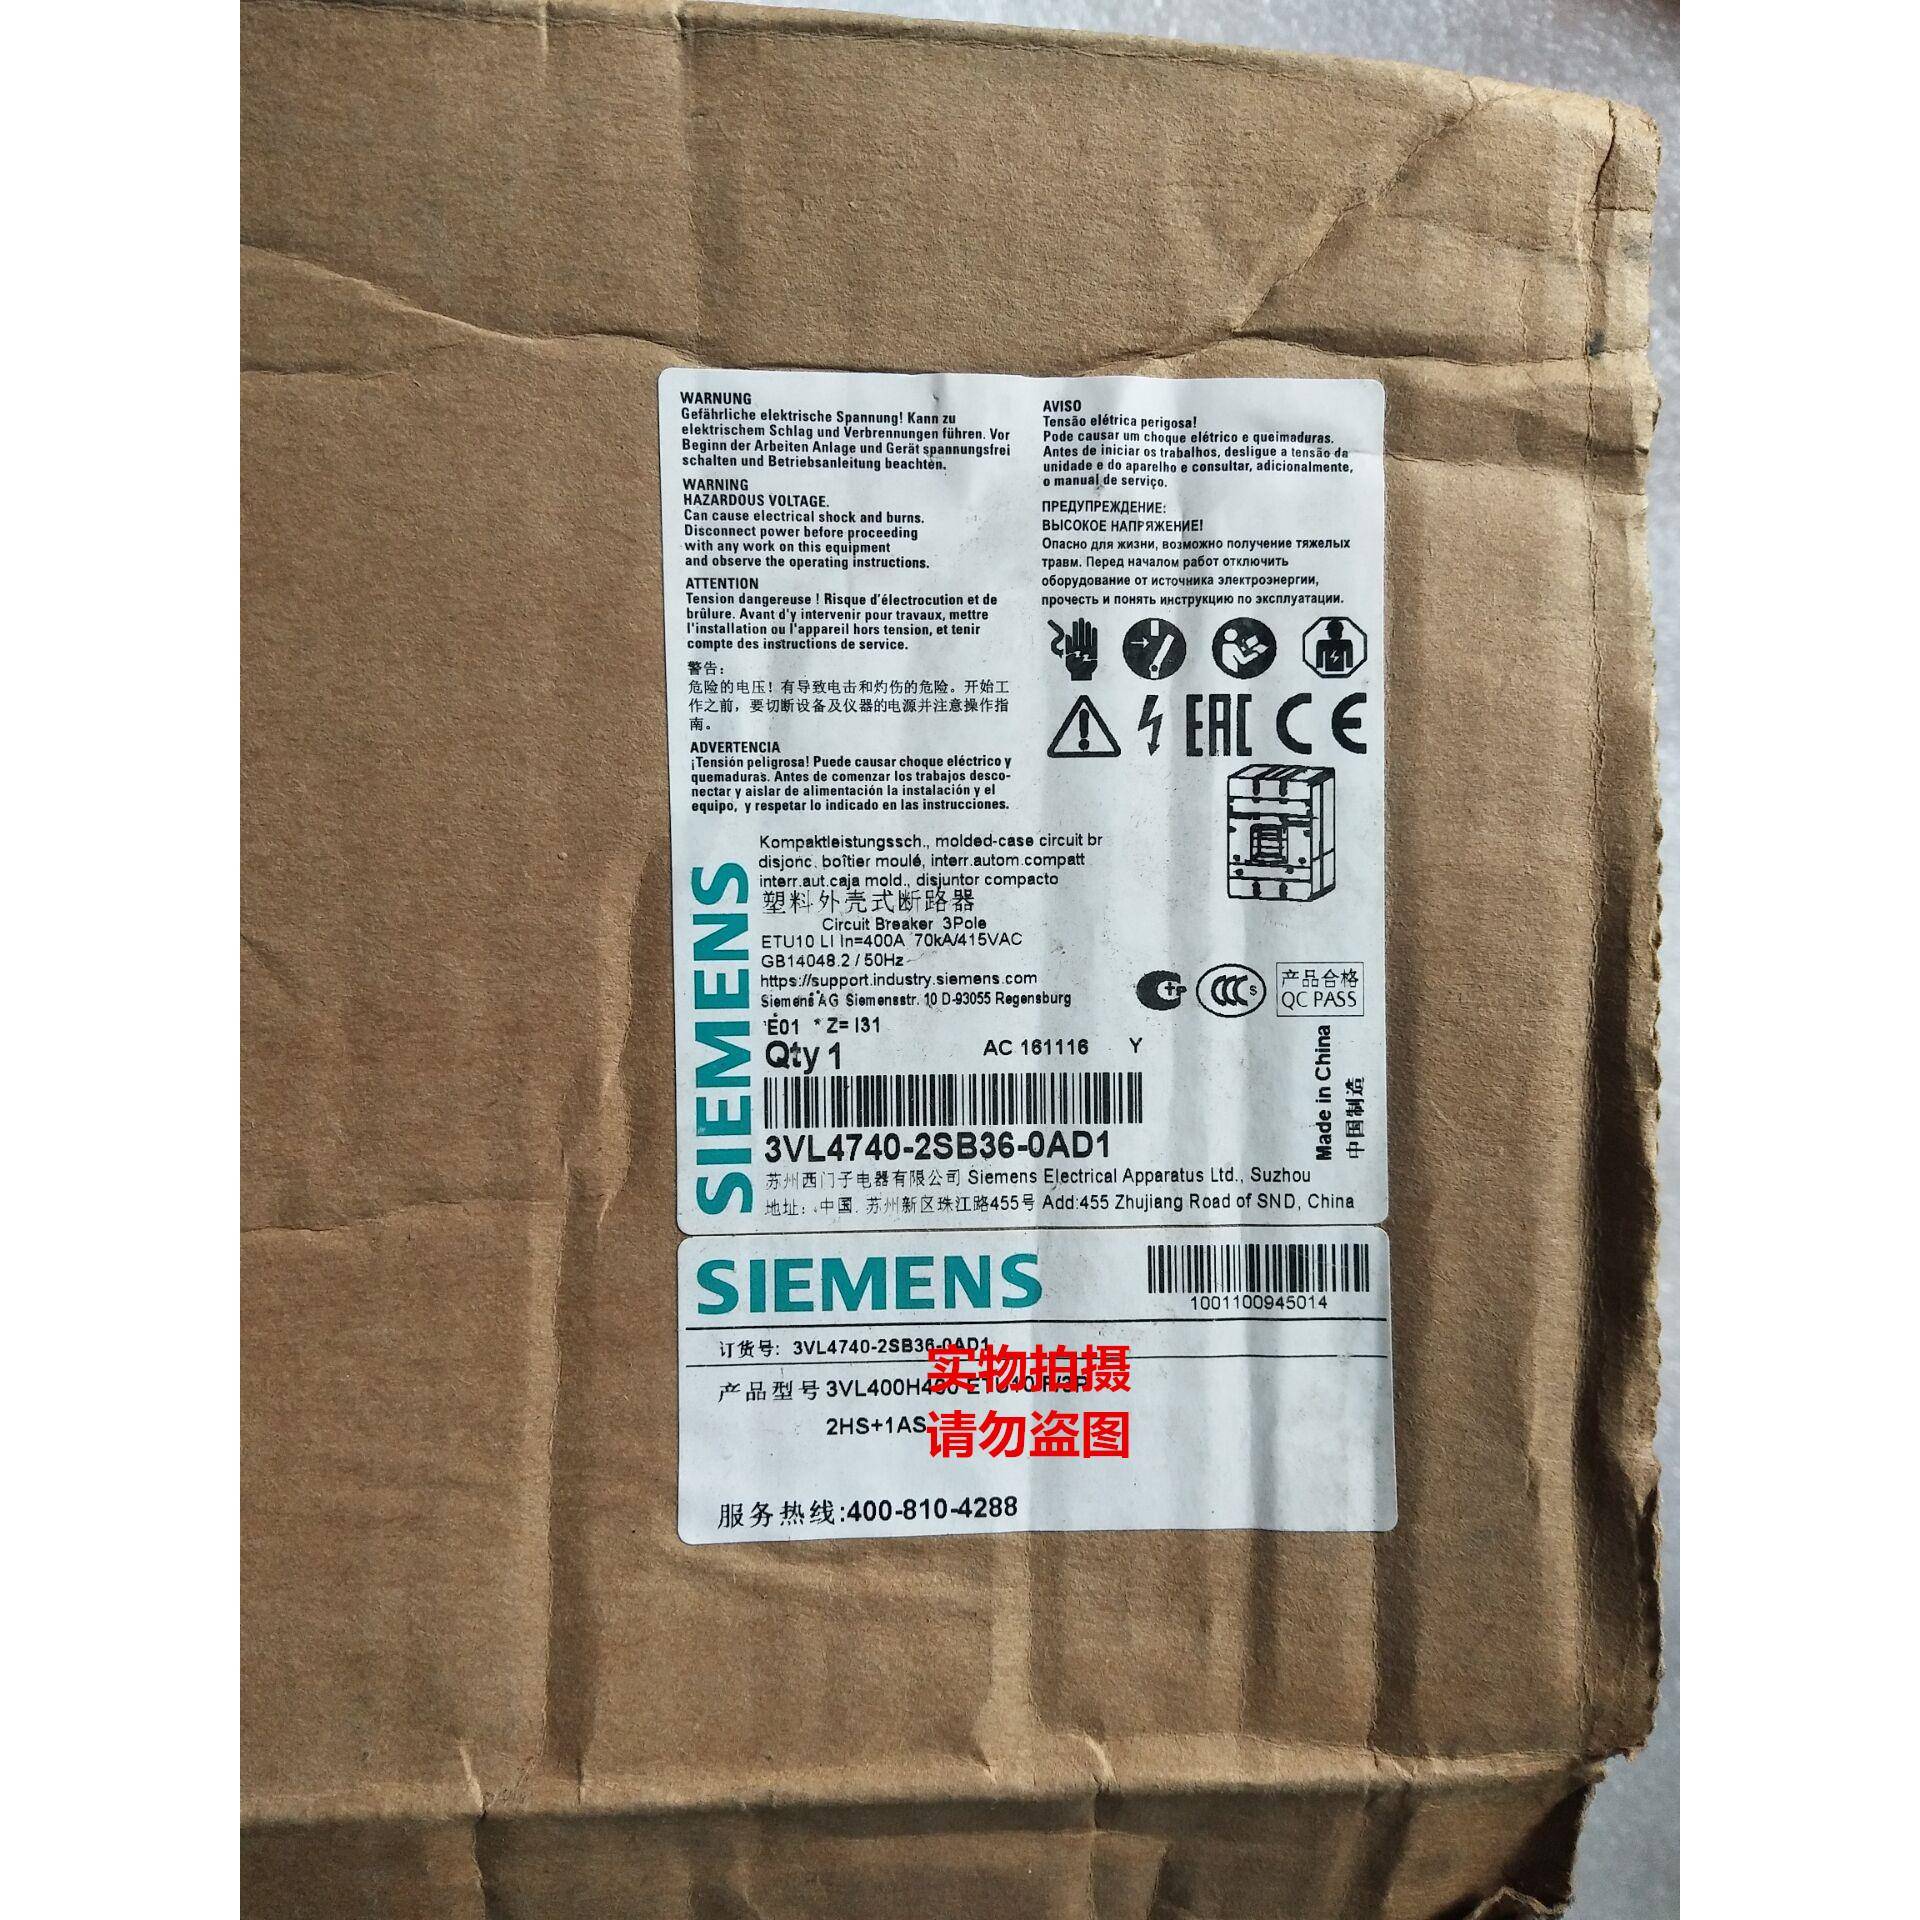 WARNUNG
Gefährliche elektrische Spannung! Kann zu
elektrischem Schlag und Verbrennungen führen. Vor
Beginn der Arbeiten Anlage und Gerät spannungsfrei
schalten und Betriebsanleitung beachten.
WARNING
HAZARDOUS VOLTAGE.
Can cause electrical shock and burns.
Disconnect power before proceeding
with any work on this equipment
and observe the operating instructions.
ATTENTION
Tension dangereuse ! Risque d'électrocution et de
brûlure. Avant d'y intervenir pour travaux, mettre
l'installation ou l'appareil hors tension, et tenir
compte des instructions de service.
警告:
危险的电压! 有导致电击和灼伤的危险。开始工
作之前, 要切断设备及仪器的电源并注意操作指
南。
ADVERTENCIA
¡Tensión peligrosa! Puede causar choque eléctrico y
quemaduras. Antes de comenzar los trabajos desco-
nectar y aislar de alimentación la instalación y el
equipo, y respetar lo indicado en las instrucciones.
AVISO
Tensão elétrica perigosa!
Pode causar um choque elétrico e queimaduras.
Antes de iniciar os trabalhos, desligue a tensão da
unidade e do aparelho e consultar, adicionalmente,
o manual de serviço.
ПРЕДУПРЕЖДЕНИЕ:
ВЫСОКОЕ НАПРЯЖЕНИЕ!
Опасно для жизни, возможно получение тяжелых
травм. Перед началом работ отключить
оборудование от источника электроэнергии,
прочесть и понять инструкцию по эксплуатации.
EAC CE
SIEMENS
Kompaktleistungssch., molded-case circuit br
disjonc. boîtier moulé, interr.autom.compatt
interr.aut.caja mold., disjuntor compacto
塑料外壳式断路器
Circuit Breaker 3Pole
ETU10 LI In=400A 70kA/415VAC
GB14048.2 / 50Hz
https://support.industry.siemens.com
Siemens AG Siemensstr. 10 D-93055 Regensburg
CCC S
产品合格
QC PASS
E01 * Z= I31
Qty 1 AC 161116 Y
3VL4740-2SB36-0AD1
Made in China
中国制造
苏州西门子电器有限公司 Siemens Electrical Apparatus Ltd., Suzhou
地址: 中国. 苏州新区珠江路455号 Add:455 Zhujiang Road of SND, China
SIEMENS
1001100945014
订货号: 3VL4740-2SB36-0AD1
产品型号 3VL400H400 ETU10
2HS+1AS
实物拍摄
请勿盗图
服务热线:400-810-4288